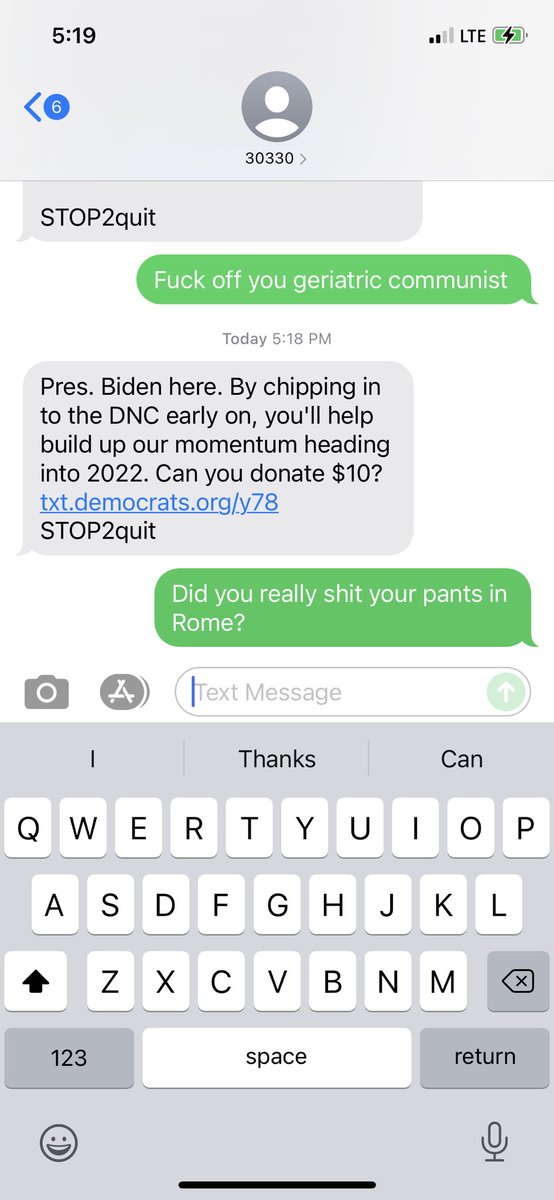 5:19
LTE
6
30330 >
STOP2quit
Fuck off you geriatric communist
Today 5:18 PM
Pres. Biden here. By chipping in
to the DNC early on, you'll help
build up our momentum heading
into 2022. Can you donate $10?
txt.democrats.org/y78
STOP2quit
Did you really shit your pants in
Rome?
Text Message
I Thanks Can
Q W E R T Y U I O P
A S D F G H J K L
Z X C V B N M
123 space return